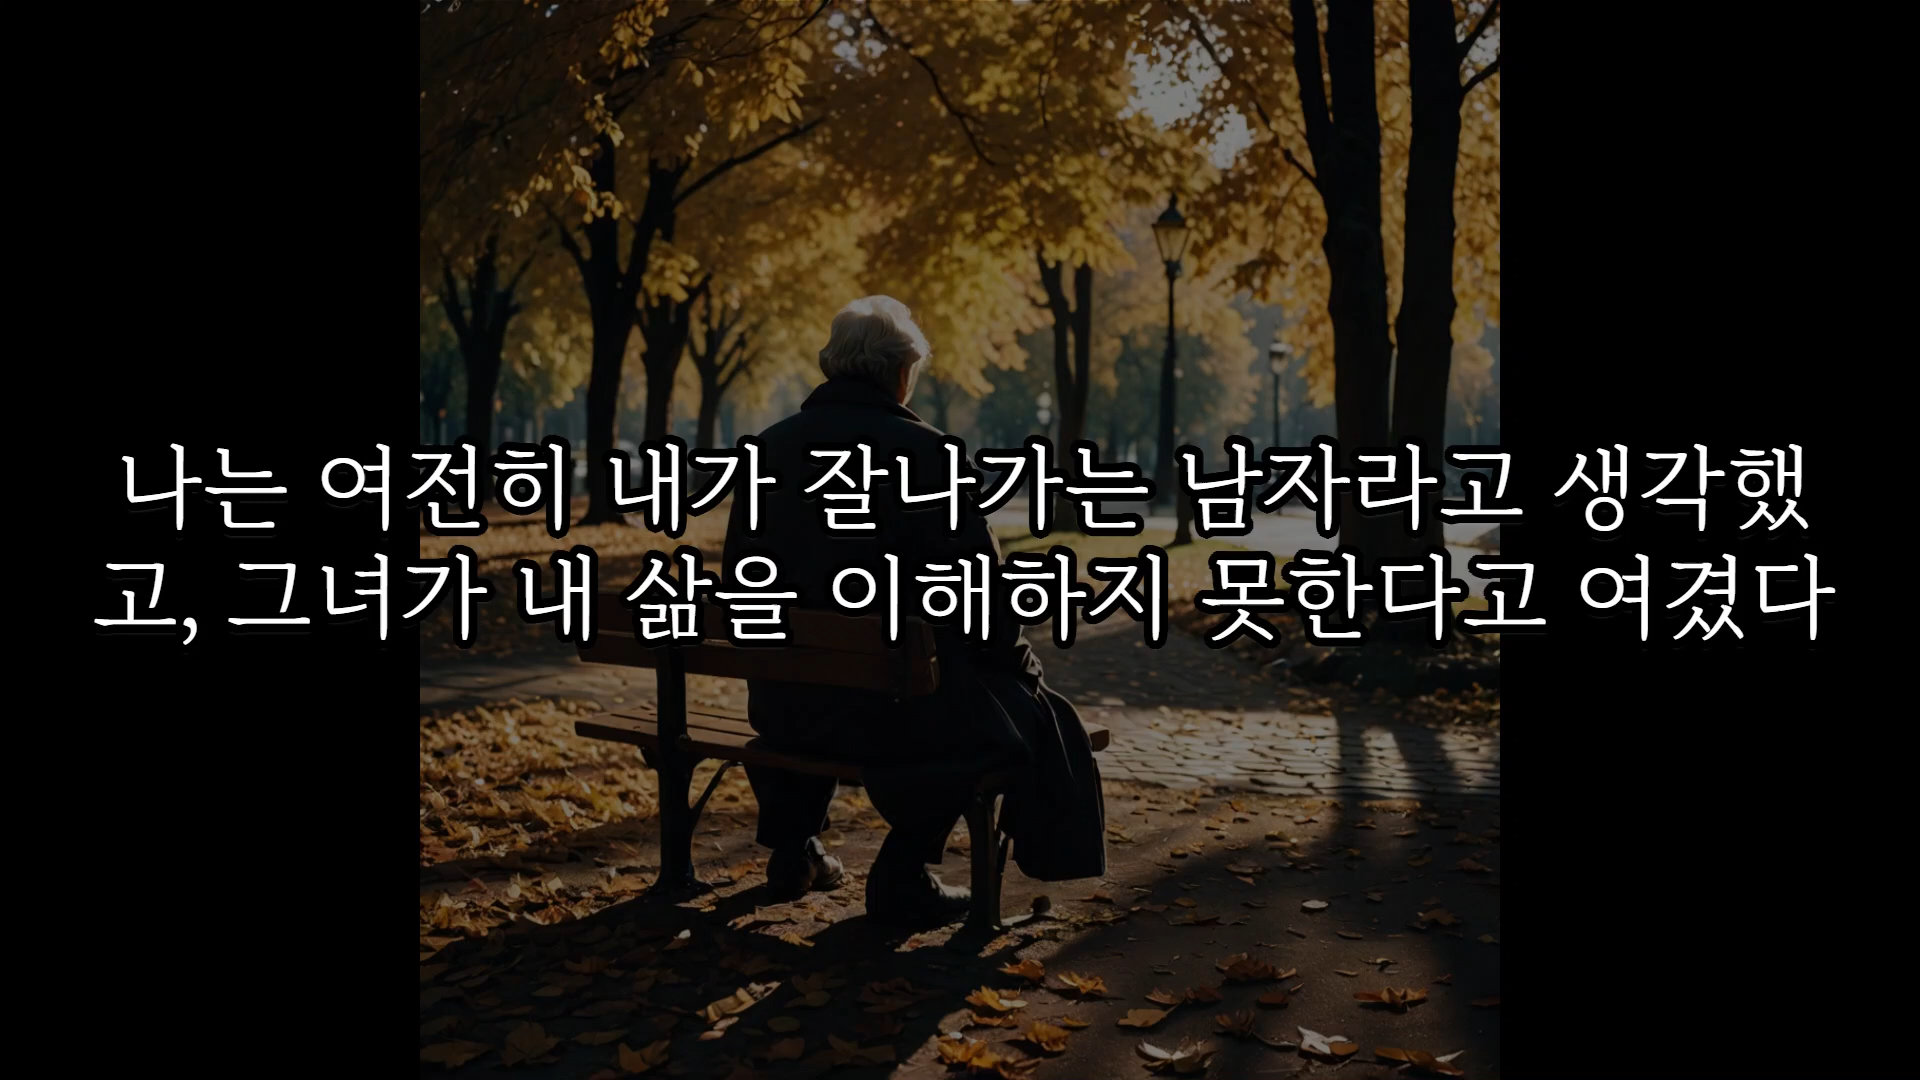 나는 여전히 내가 잘나가는 남자라고 생각했
고, 그녀가 내 삶을 이해하지 못한다고 여겼다